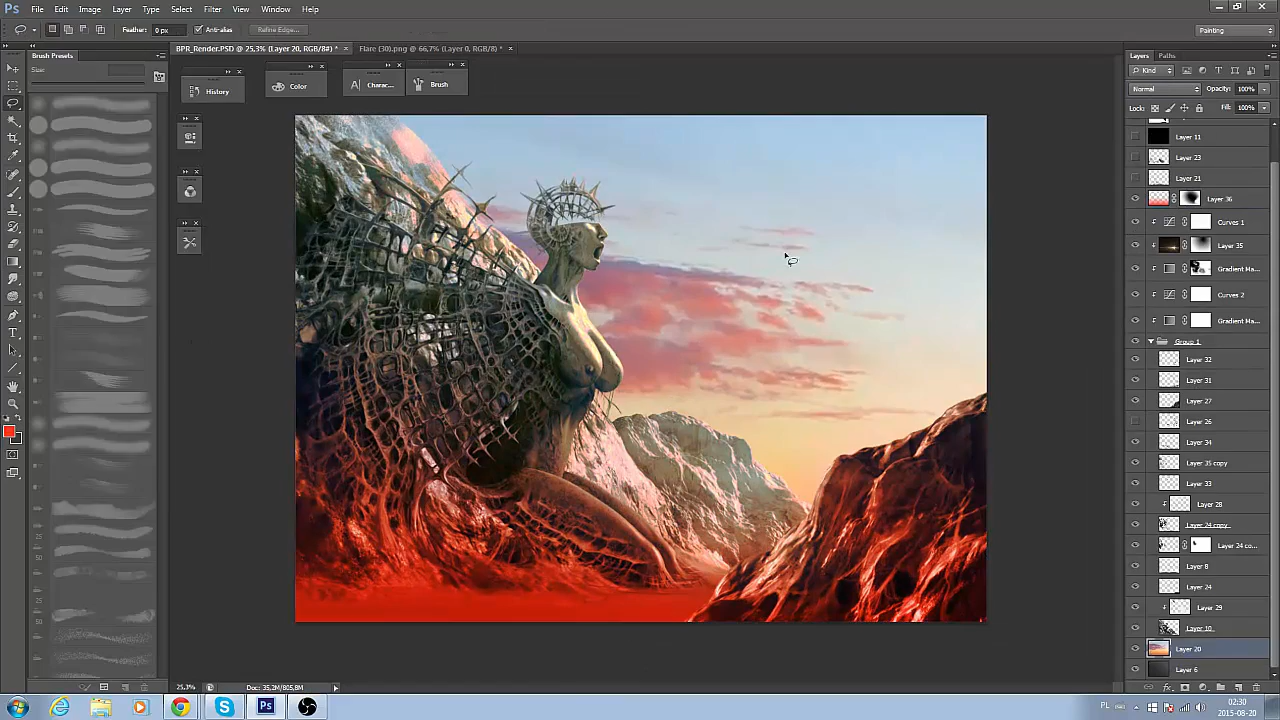 Ps File Edit Image Layer Type Select Filter View Window Help
Feather: 0 px Anti-alias Refine Edge... Painting
BPR_Render.PSD @ 25,3% (Layer 20, RGB/8#) * × Flare (30).png @ 66,7% (Layer 0, RGB/8) * ×
Brush Presets
Size:
History
Color
Charac...
Brush
Layers Paths
Kind
Normal Opacity: 100%
Lock: Fill: 100%
Layer 11
Layer 23
Layer 21
Layer 36
Curves 1
Layer 35
Gradient Ma...
Curves 2
Gradient Ma...
Group 1
Layer 32
Layer 31
Layer 27
Layer 26
Layer 34
Layer 35 copy
Layer 33
Layer 28
Layer 24 copy
Layer 24 co...
Layer 8
Layer 24
Layer 29
Layer 10
Layer 20
Layer 6
50
50
25,3% Doc: 35,2M/805,8M
PL 02:30
2015-08-20